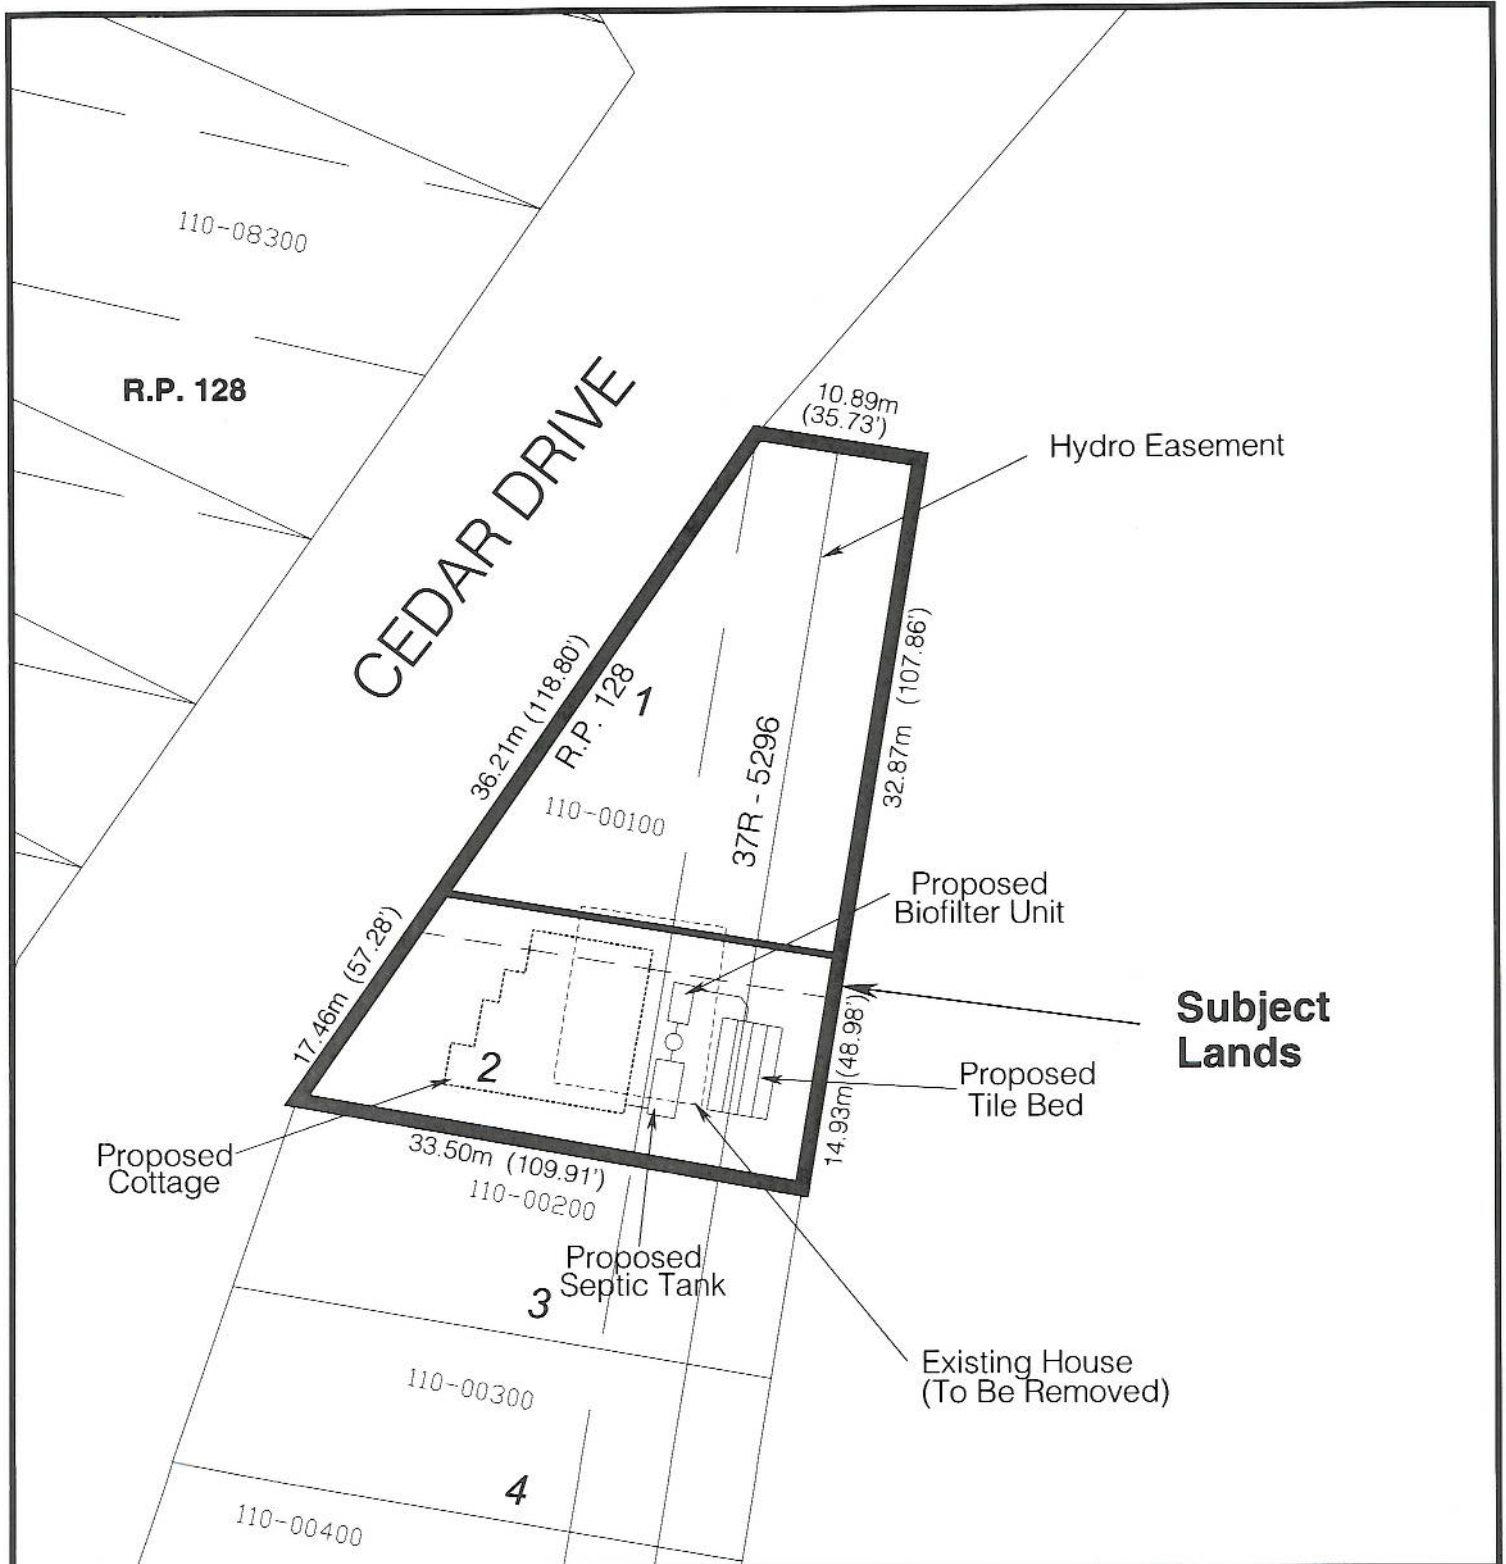 110-08300
R.P. 128
CEDAR DRIVE
10.89m
(35.73')
Hydro Easement
36.21m (118.80')
R.P. 128
1
32.87m (107.86')
37R - 5296
110-00100
Proposed
Biofilter Unit
17.46m (57.28')
Subject
Lands
14.93m (48.98')
2
Proposed
Tile Bed
Proposed
Cottage
33.50m (109.91')
110-00200
Proposed
Septic Tank
3
Existing House
(To Be Removed)
110-00300
4
110-00400